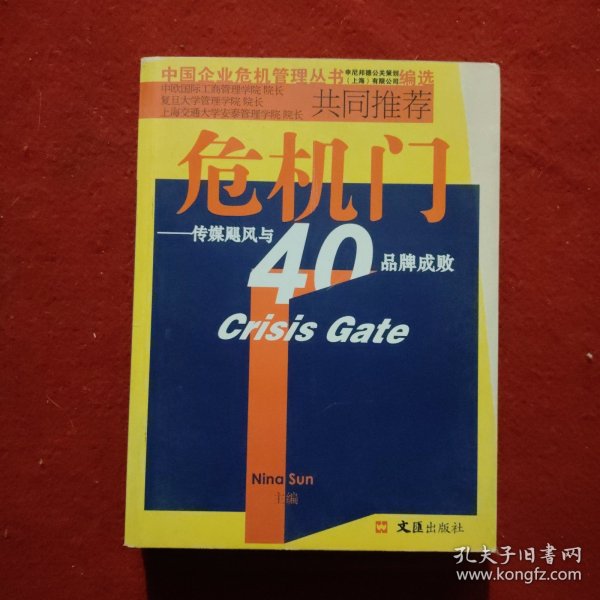 中国企业危机管理丛书 李尼邦德公关策划（上海）有限公司 编选
中欧国际工商管理学院 院长
复旦大学管理学院 院长
上海交通大学安泰管理学院 院长
共同推荐
危机门
——传媒飓风与
40
品牌成败
Crisis Gate
Nina Sun
主编
文匯出版社
孔夫子旧书网
www.kongfz.com